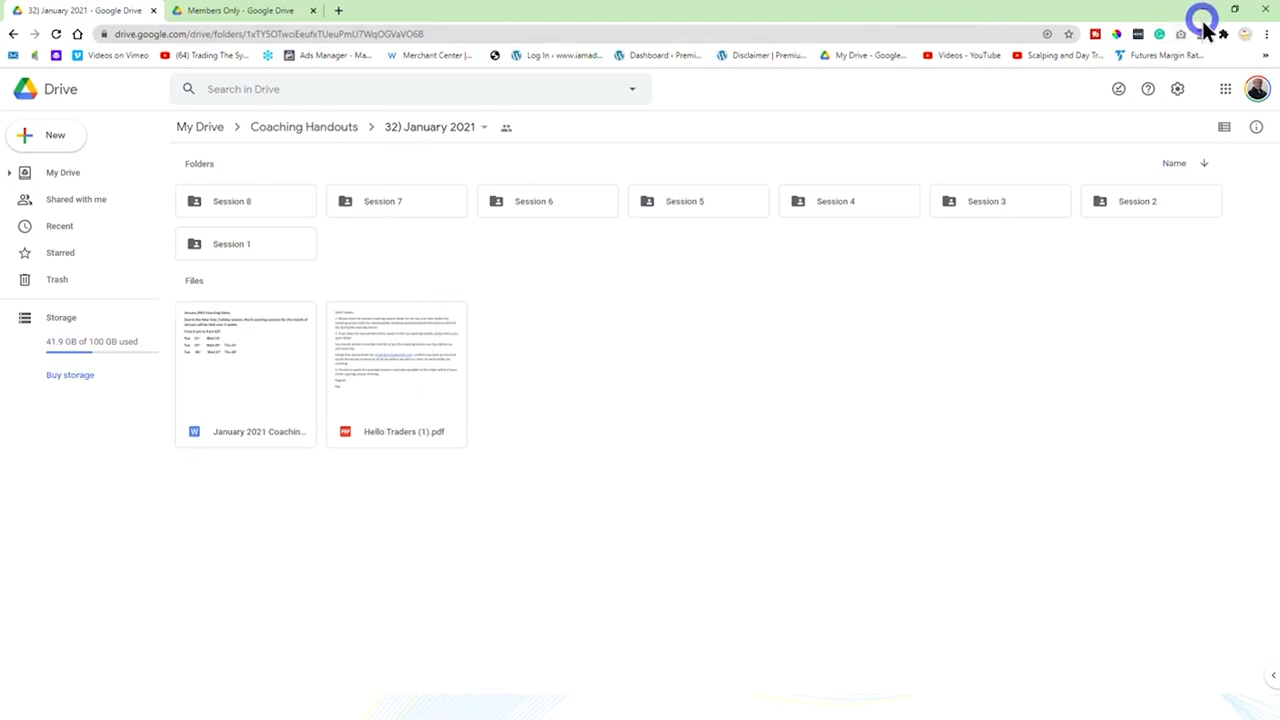 32) January 2021 - Google Drive
Members Only - Google Drive
drive.google.com/drive/folders/1xTY5OTwoiEeufxTUeuPmU7WqOGVaVO6B
Videos on Vimeo
(64) Trading The Sy...
Ads Manager - Ma...
Merchant Center |...
Log In ‹ www.iamad...
Dashboard ‹ Premi...
Disclaimer | Premiu...
My Drive – Google...
Videos - YouTube
Scalping and Day Tr...
Futures Margin Rat...
Drive
Search in Drive
New
My Drive
Coaching Handouts
32) January 2021
My Drive
Shared with me
Recent
Starred
Trash
Storage
41.9 GB of 100 GB used
Buy storage
Folders
Name
Session 8
Session 7
Session 6
Session 5
Session 4
Session 3
Session 2
Session 1
Files
January 2021 Coachin...
PDF
Hello Traders (1).pdf